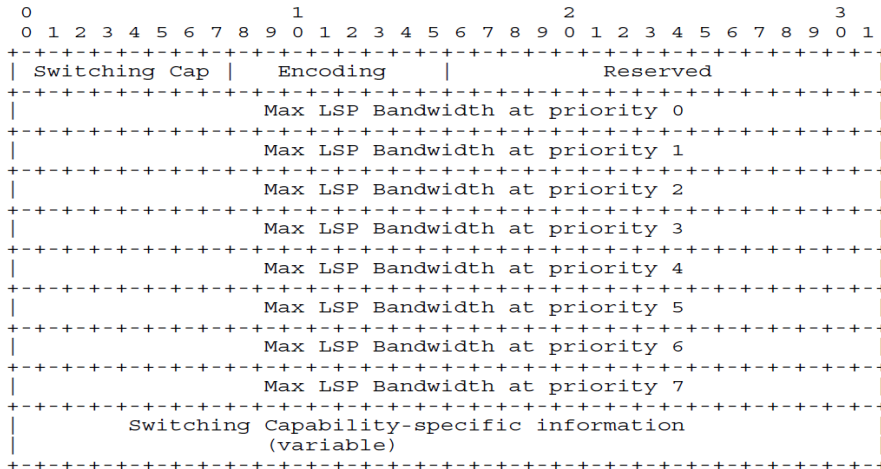 0                   1                   2                   3
 0 1 2 3 4 5 6 7 8 9 0 1 2 3 4 5 6 7 8 9 0 1 2 3 4 5 6 7 8 9 0 1
+-+-+-+-+-+-+-+-+-+-+-+-+-+-+-+-+-+-+-+-+-+-+-+-+-+-+-+-+-+-+-+-+
| Switching Cap |   Encoding    |           Reserved            |
+-+-+-+-+-+-+-+-+-+-+-+-+-+-+-+-+-+-+-+-+-+-+-+-+-+-+-+-+-+-+-+-+
|                  Max LSP Bandwidth at priority 0              |
+-+-+-+-+-+-+-+-+-+-+-+-+-+-+-+-+-+-+-+-+-+-+-+-+-+-+-+-+-+-+-+-+
|                  Max LSP Bandwidth at priority 1              |
+-+-+-+-+-+-+-+-+-+-+-+-+-+-+-+-+-+-+-+-+-+-+-+-+-+-+-+-+-+-+-+-+
|                  Max LSP Bandwidth at priority 2              |
+-+-+-+-+-+-+-+-+-+-+-+-+-+-+-+-+-+-+-+-+-+-+-+-+-+-+-+-+-+-+-+-+
|                  Max LSP Bandwidth at priority 3              |
+-+-+-+-+-+-+-+-+-+-+-+-+-+-+-+-+-+-+-+-+-+-+-+-+-+-+-+-+-+-+-+-+
|                  Max LSP Bandwidth at priority 4              |
+-+-+-+-+-+-+-+-+-+-+-+-+-+-+-+-+-+-+-+-+-+-+-+-+-+-+-+-+-+-+-+-+
|                  Max LSP Bandwidth at priority 5              |
+-+-+-+-+-+-+-+-+-+-+-+-+-+-+-+-+-+-+-+-+-+-+-+-+-+-+-+-+-+-+-+-+
|                  Max LSP Bandwidth at priority 6              |
+-+-+-+-+-+-+-+-+-+-+-+-+-+-+-+-+-+-+-+-+-+-+-+-+-+-+-+-+-+-+-+-+
|                  Max LSP Bandwidth at priority 7              |
+-+-+-+-+-+-+-+-+-+-+-+-+-+-+-+-+-+-+-+-+-+-+-+-+-+-+-+-+-+-+-+-+
|        Switching Capability-specific information              |
|                  (variable)                                   |
+-+-+-+-+-+-+-+-+-+-+-+-+-+-+-+-+-+-+-+-+-+-+-+-+-+-+-+-+-+-+-+-+